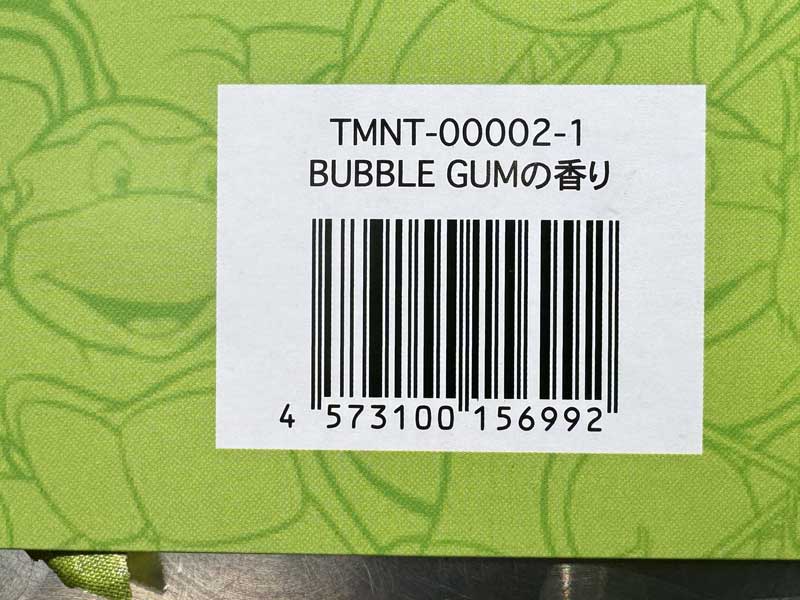 TMNT-00002-1
BUBBLE GUMの香り
4 573100 156992